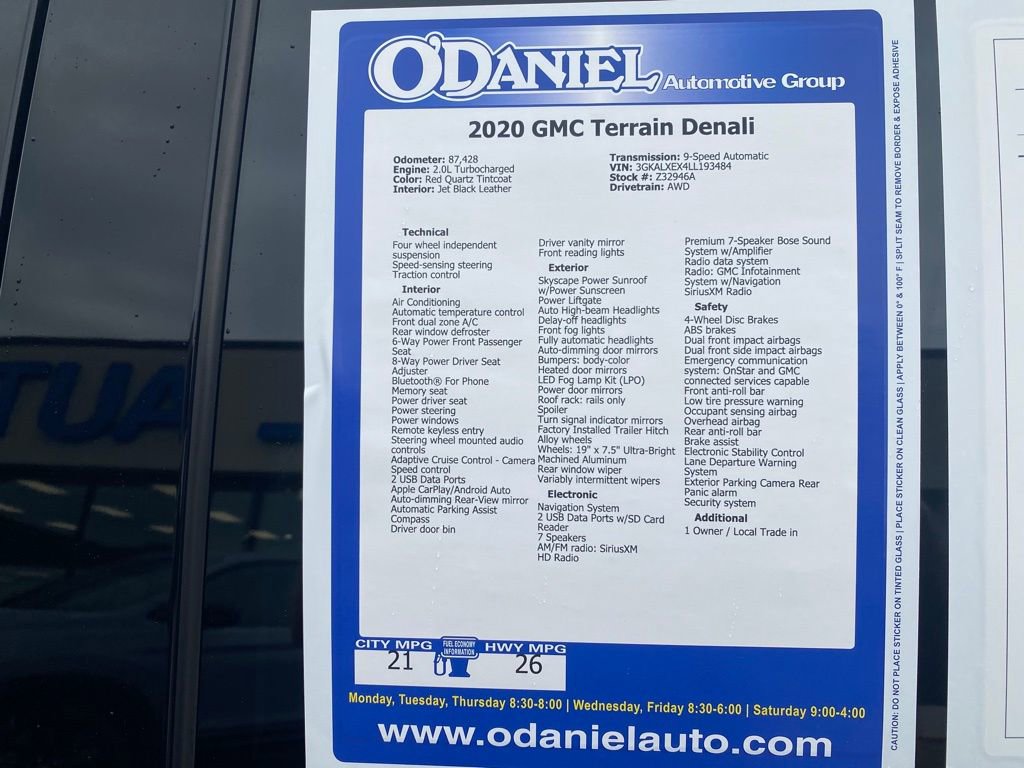 O'DANIEL Automotive Group
2020 GMC Terrain Denali
Odometer: 87,428
Engine: 2.0L Turbocharged
Color: Red Quartz Tintcoat
Interior: Jet Black Leather
Transmission: 9-Speed Automatic
VIN: 3GKALXEX4LL193484
Stock #: Z32946A
Drivetrain: AWD
Technical
Four wheel independent
suspension
Speed-sensing steering
Traction control
Interior
Air Conditioning
Automatic temperature control
Front dual zone A/C
Rear window defroster
6-Way Power Front Passenger
Seat
8-Way Power Driver Seat
Adjuster
Bluetooth® For Phone
Memory seat
Power driver seat
Power steering
Power windows
Remote keyless entry
Steering wheel mounted audio
controls
Adaptive Cruise Control - Camera
Speed control
2 USB Data Ports
Apple CarPlay/Android Auto
Auto-dimming Rear-View mirror
Automatic Parking Assist
Compass
Driver door bin
Driver vanity mirror
Front reading lights
Exterior
Skyscape Power Sunroof
w/Power Sunscreen
Power Liftgate
Auto High-beam Headlights
Delay-off headlights
Front fog lights
Fully automatic headlights
Auto-dimming door mirrors
Bumpers: body-color
Heated door mirrors
LED Fog Lamp Kit (LPO)
Power door mirrors
Roof rack: rails only
Spoiler
Turn signal indicator mirrors
Factory Installed Trailer Hitch
Alloy wheels
Wheels: 19" x 7.5" Ultra-Bright
Machined Aluminum
Rear window wiper
Variably intermittent wipers
Electronic
Navigation System
2 USB Data Ports w/SD Card
Reader
7 Speakers
AM/FM radio: SiriusXM
HD Radio
Premium 7-Speaker Bose Sound
System w/Amplifier
Radio data system
Radio: GMC Infotainment
System w/Navigation
SiriusXM Radio
Safety
4-Wheel Disc Brakes
ABS brakes
Dual front impact airbags
Dual front side impact airbags
Emergency communication
system: OnStar and GMC
connected services capable
Front anti-roll bar
Low tire pressure warning
Occupant sensing airbag
Overhead airbag
Rear anti-roll bar
Brake assist
Electronic Stability Control
Lane Departure Warning
System
Exterior Parking Camera Rear
Panic alarm
Security system
Additional
1 Owner / Local Trade in
CITY MPG
21
FUEL ECONOMY
INFORMATION
HWY MPG
26
Monday, Tuesday, Thursday 8:30-8:00 | Wednesday, Friday 8:30-6:00 | Saturday 9:00-4:00
www.odanielauto.com
CAUTION: DO NOT PLACE STICKER ON TINTED GLASS | PLACE STICKER ON CLEAN GLASS | APPLY BETWEEN 0° & 100° F | SPLIT SEAM TO REMOVE BORDER & EXPOSE ADHESIVE
AUT